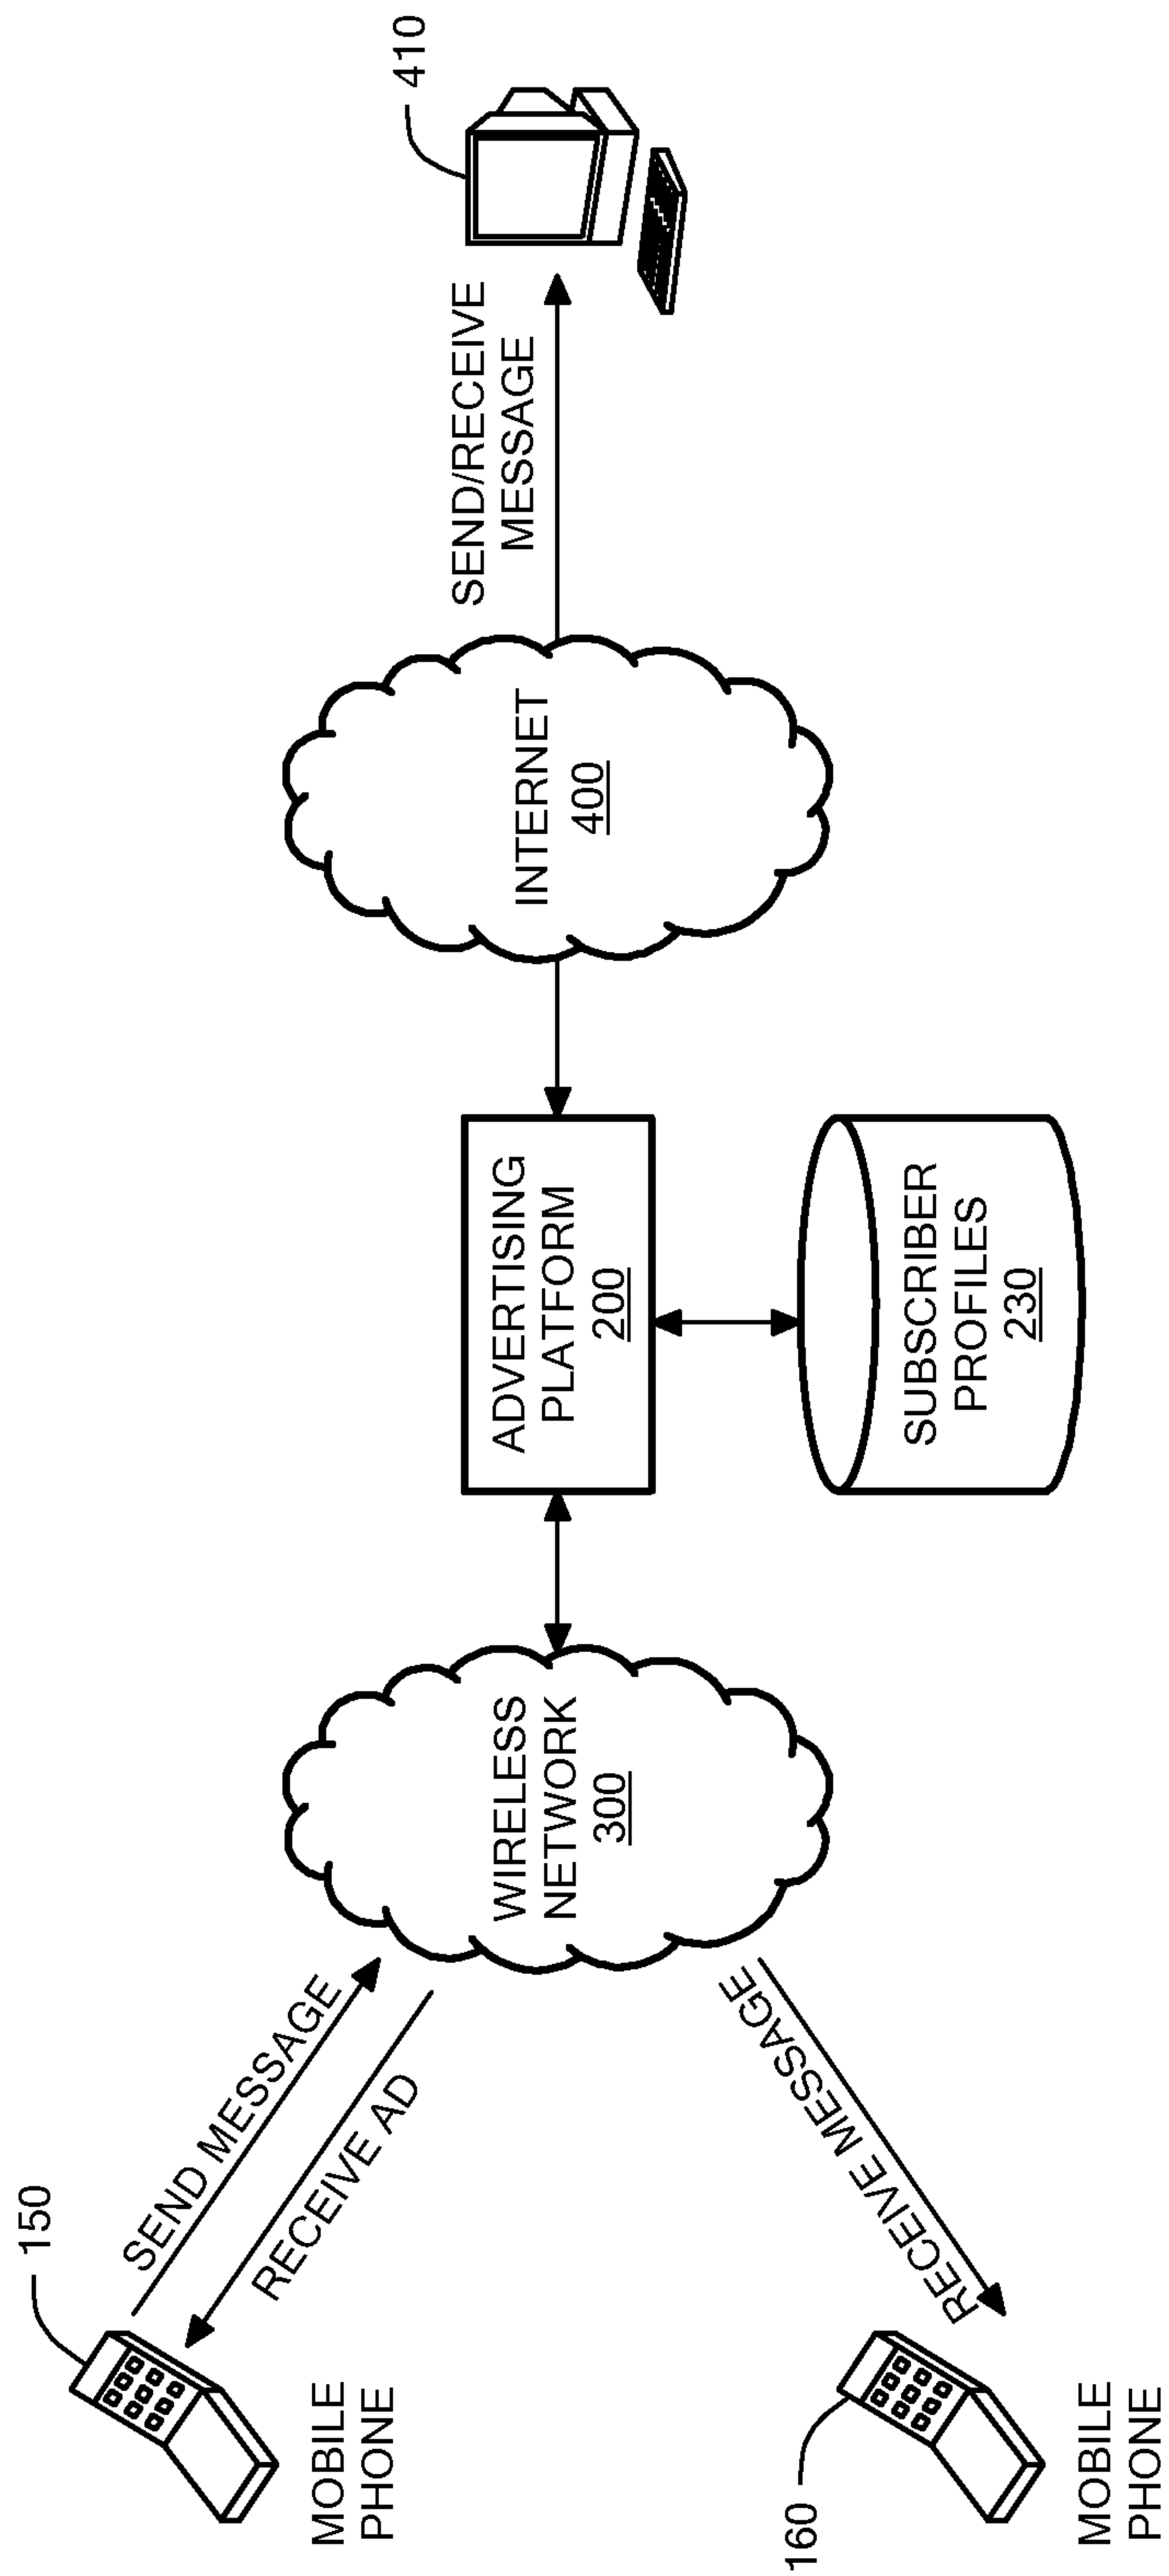 150
SEND MESSAGE
RECEIVE AD
MOBILE
PHONE
160
RECEIVE MESSAGE
MOBILE
PHONE
WIRELESS
NETWORK
300
ADVERTISING
PLATFORM
200
SUBSCRIBER
PROFILES
230
INTERNET
400
SEND/RECEIVE
MESSAGE
410